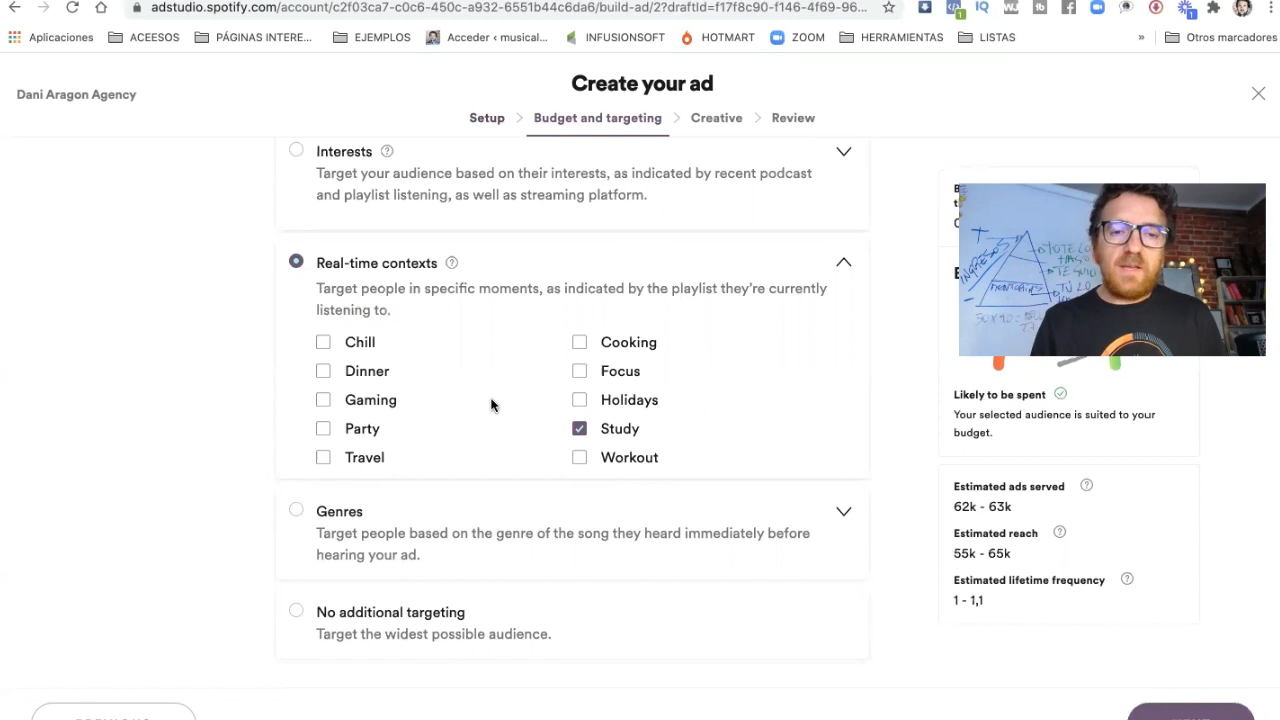 adstudio.spotify.com/account/c2f03ca7-c0c6-450c-a932-6551b44c6da6/build-ad/2?draftId=f17f8c90-f146-4f69-96...
Aplicaciones ACEESOS PÁGINAS INTERE... EJEMPLOS Acceder ‹ musical... INFUSIONSOFT HOTMART ZOOM HERRAMIENTAS LISTAS » Otros marcadores
Dani Aragon Agency
Create your ad
Setup > Budget and targeting > Creative > Review
Interests
Target your audience based on their interests, as indicated by recent podcast
and playlist listening, as well as streaming platform.
Real-time contexts
Target people in specific moments, as indicated by the playlist they're currently
listening to.
Chill Cooking
Dinner Focus
Gaming Holidays
Party Study
Travel Workout
Genres
Target people based on the genre of the song they heard immediately before
hearing your ad.
No additional targeting
Target the widest possible audience.
Likely to be spent
Your selected audience is suited to your
budget.
Estimated ads served
62k - 63k
Estimated reach
55k - 65k
Estimated lifetime frequency
1 - 1,1